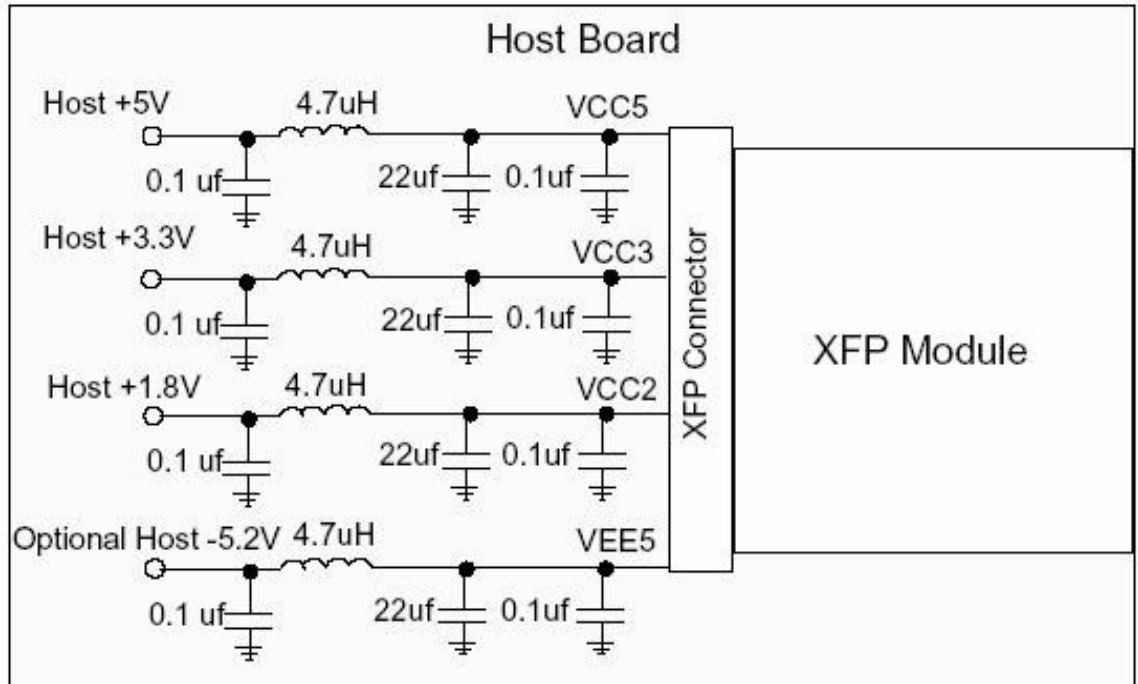 Host Board
Host +5V
4.7uH
VCC5
0.1 uf
22uf
0.1uf
Host +3.3V
4.7uH
VCC3
0.1 uf
22uf
0.1uf
Host +1.8V
4.7uH
VCC2
0.1 uf
22uf
0.1uf
Optional Host -5.2V
4.7uH
VEE5
0.1 uf
22uf
0.1uf
XFP Connector
XFP Module